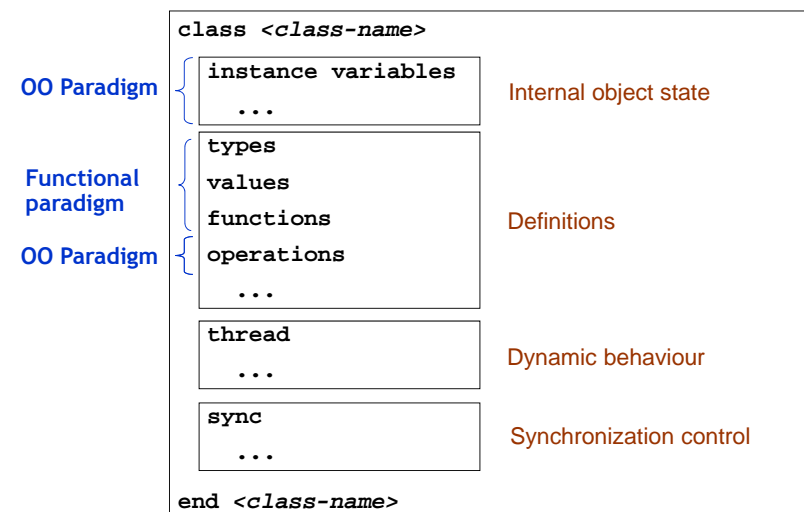 class <class-name>
OO Paradigm
instance variables
...
Internal object state
Functional
paradigm
types
values
functions
Definitions
OO Paradigm
operations
...
thread
...
Dynamic behaviour
sync
...
Synchronization control
end <class-name>